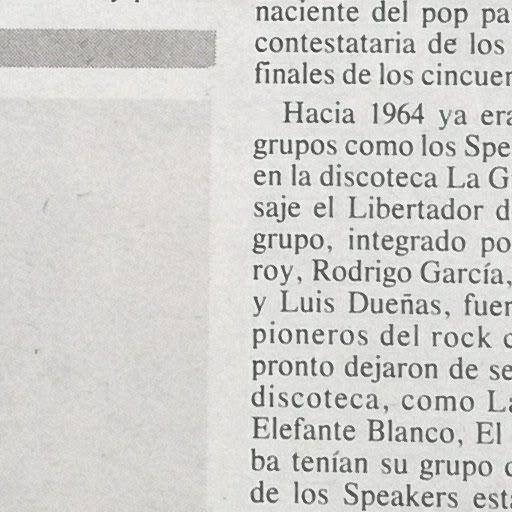 naciente del pop pa
contestataria de los
finales de los cincuen
Hacia 1964 ya era
grupos como los Spe
en la discoteca La G
saje el Libertador d
grupo, integrado po
roy, Rodrigo García,
y Luis Dueñas, fuer
pioneros del rock c
pronto dejaron de se
discoteca, como La
Elefante Blanco, El
ba tenían su grupo d
de los Speakers esta